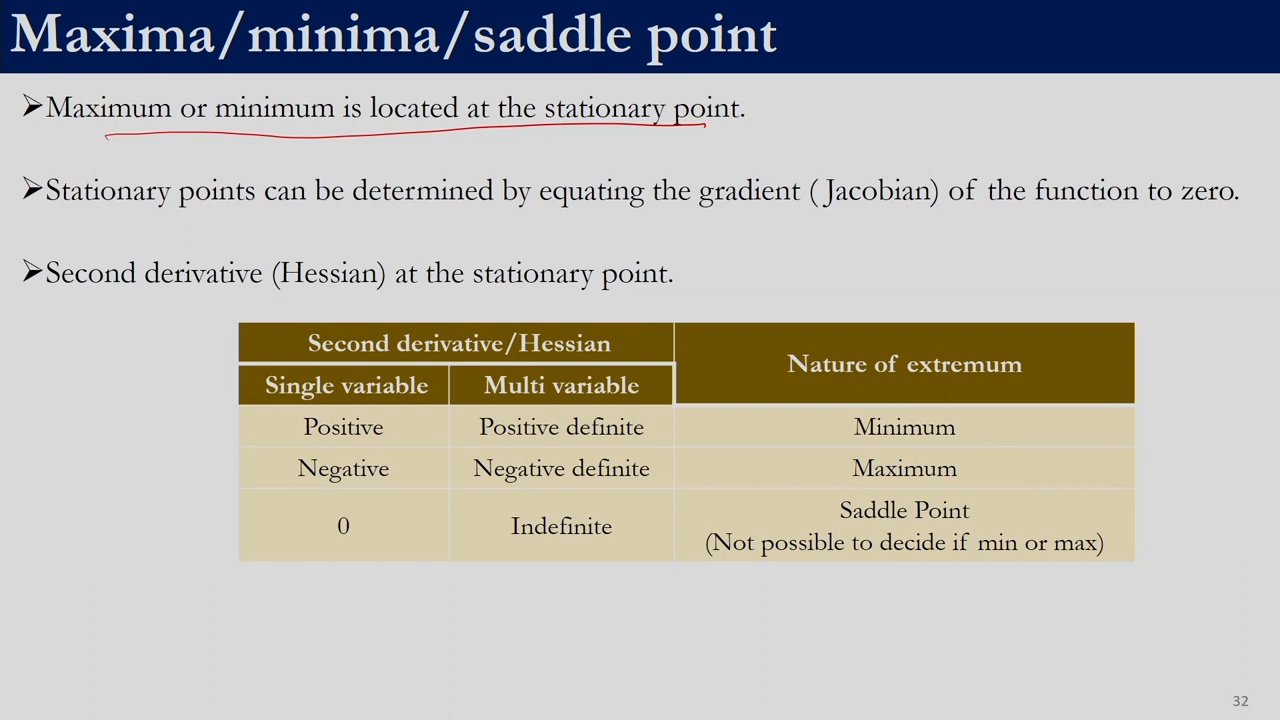 Maxima/minima/saddle point
➢Maximum or minimum is located at the stationary point.
➢Stationary points can be determined by equating the gradient ( Jacobian) of the function to zero.
➢Second derivative (Hessian) at the stationary point.
Second derivative/Hessian
Nature of extremum
Single variable
Multi variable
Positive
Positive definite
Minimum
Negative
Negative definite
Maximum
0
Indefinite
Saddle Point
(Not possible to decide if min or max)
32